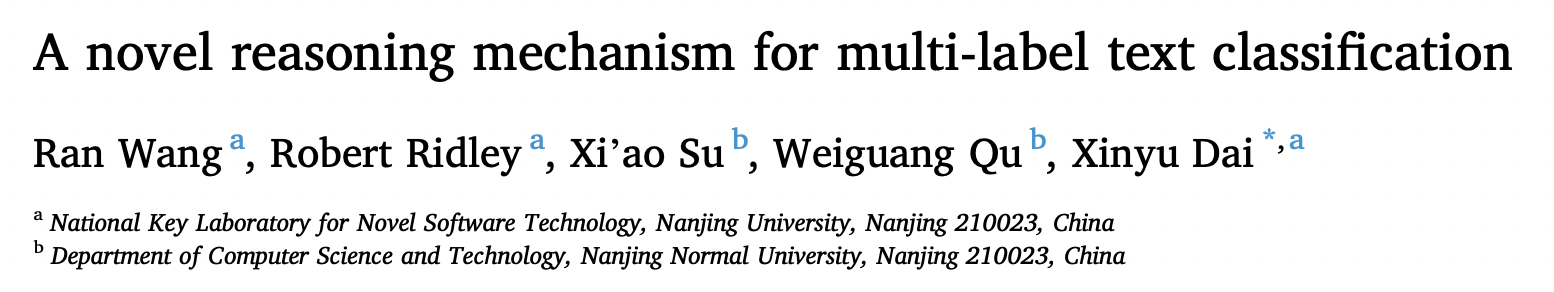 A novel reasoning mechanism for multi-label text classification
Ran Wang a, Robert Ridley a, Xi’ao Su b, Weiguang Qu b, Xinyu Dai *,a
a National Key Laboratory for Novel Software Technology, Nanjing University, Nanjing 210023, China
b Department of Computer Science and Technology, Nanjing Normal University, Nanjing 210023, China